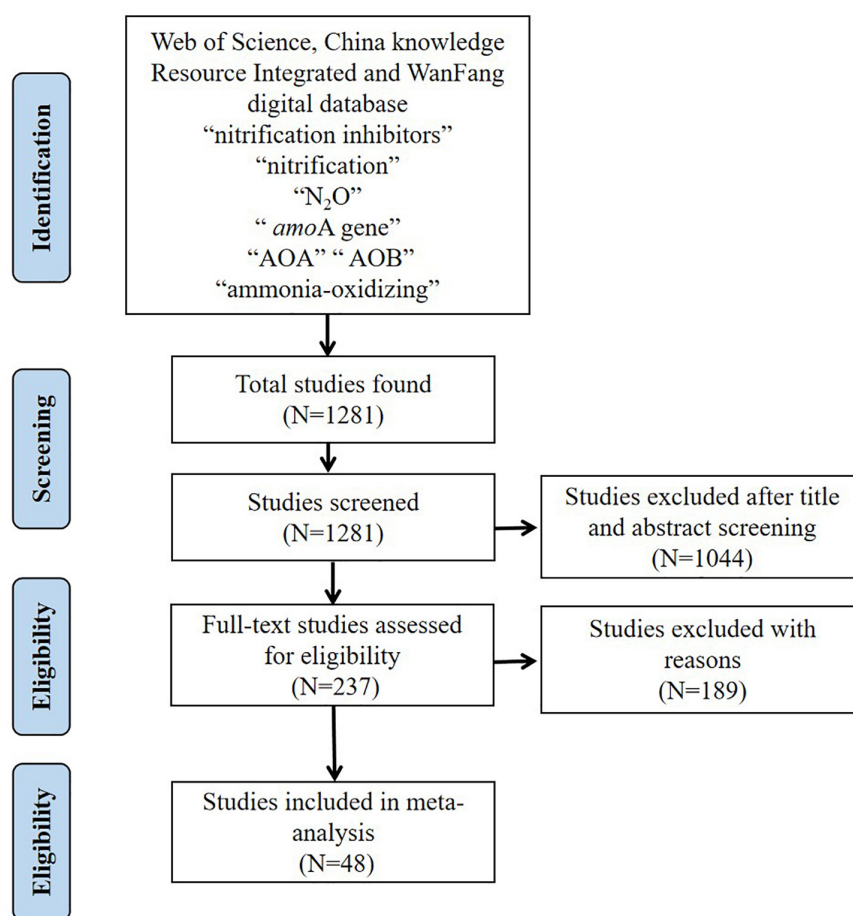 Identification
Web of Science, China knowledge
Resource Integrated and WanFang
digital database
“nitrification inhibitors”
“nitrification”
“N₂O”
“ amoA gene”
“AOA” “ AOB”
“ammonia-oxidizing”
Screening
Total studies found
(N=1281)
Studies screened
(N=1281)
Studies excluded after title
and abstract screening
(N=1044)
Eligibility
Full-text studies assessed
for eligibility
(N=237)
Studies excluded with
reasons
(N=189)
Eligibility
Studies included in meta-
analysis
(N=48)